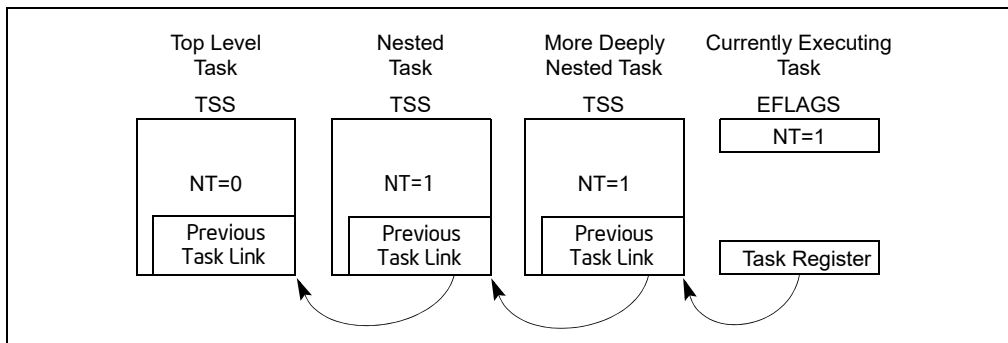 Top Level
Task
Nested
Task
More Deeply
Nested Task
Currently Executing
Task
TSS
TSS
TSS
EFLAGS
NT=1
NT=0
NT=1
NT=1
Previous
Task Link
Previous
Task Link
Previous
Task Link
Task Register